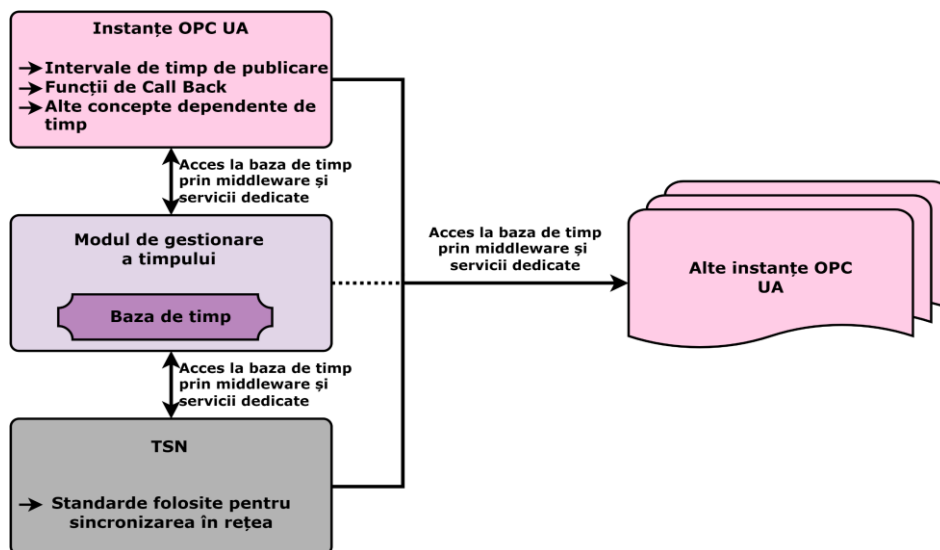 Instanțe OPC UA
Intervale de timp de publicare
Funcții de Call Back
Alte concepte dependente de
timp
Acces la baza de timp
prin middleware și
servicii dedicate
Modul de gestionare
a timpului
Baza de timp
Acces la baza de timp
prin middleware și
servicii dedicate
TSN
Standarde folosite pentru
sincronizarea în rețea
Acces la baza de timp
prin middleware și
servicii dedicate
Alte instanțe OPC
UA